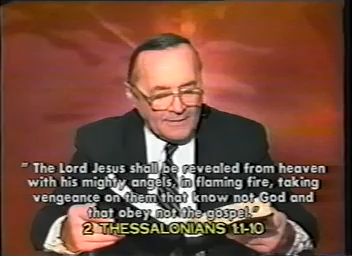 " The Lord Jesus shall be revealed from heaven
with his mighty angels, in flaming fire, taking
vengeance on them that know not God and
that obey not the gospel."
2 THESSALONIANS 1:1-10